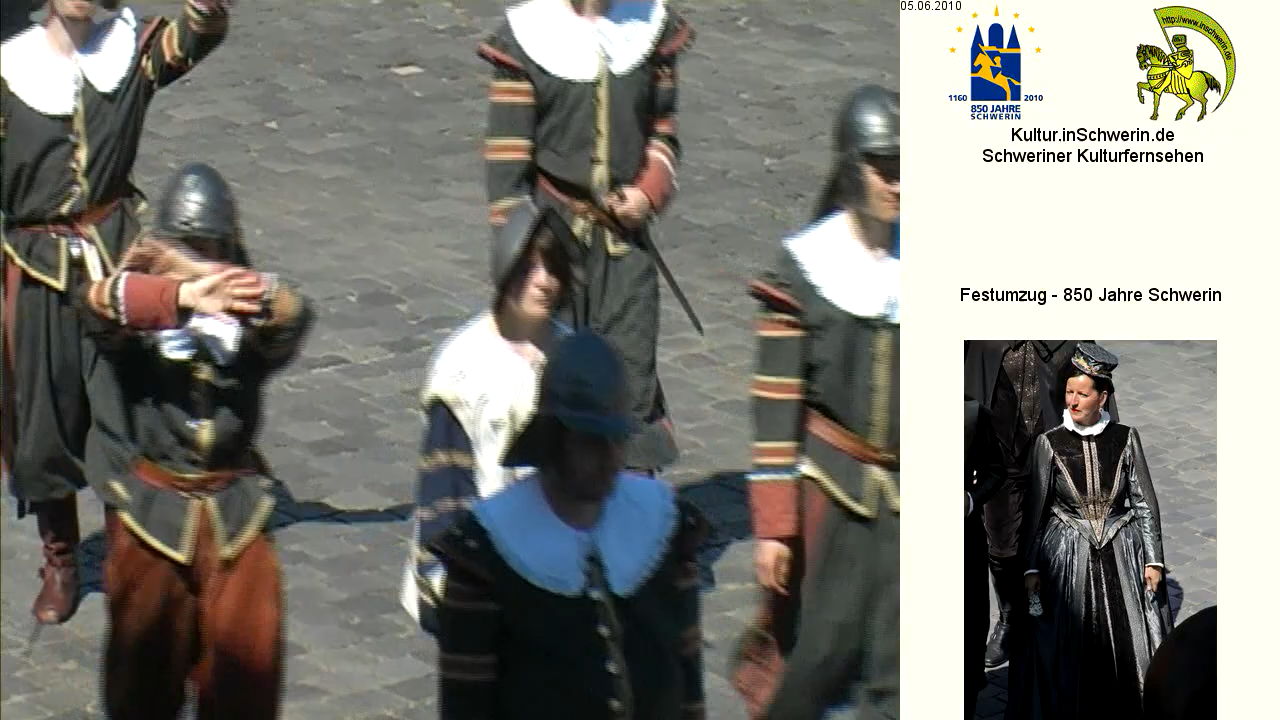 05.06.2010
1160 2010
850 JAHRE
SCHWERIN
http://www.inschwerin.de
Kultur.inSchwerin.de
Schweriner Kulturfernsehen
Festumzug - 850 Jahre Schwerin